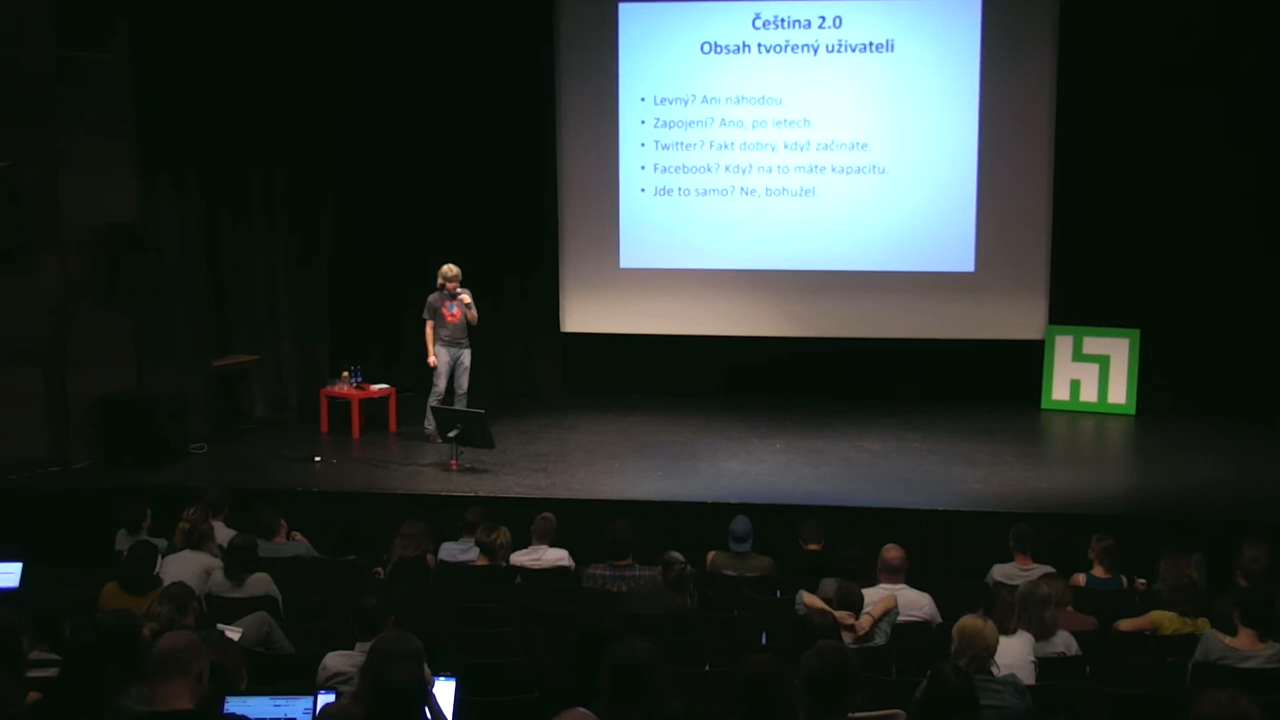 Čeština 2.0
Obsah tvořený uživateli
• Levný? Ani náhodou.
• Zapojení? Ano, po letech.
• Twitter? Fakt dobrý, když začínáte.
• Facebook? Když na to máte kapacitu.
• Jde to samo? Ne, bohužel.